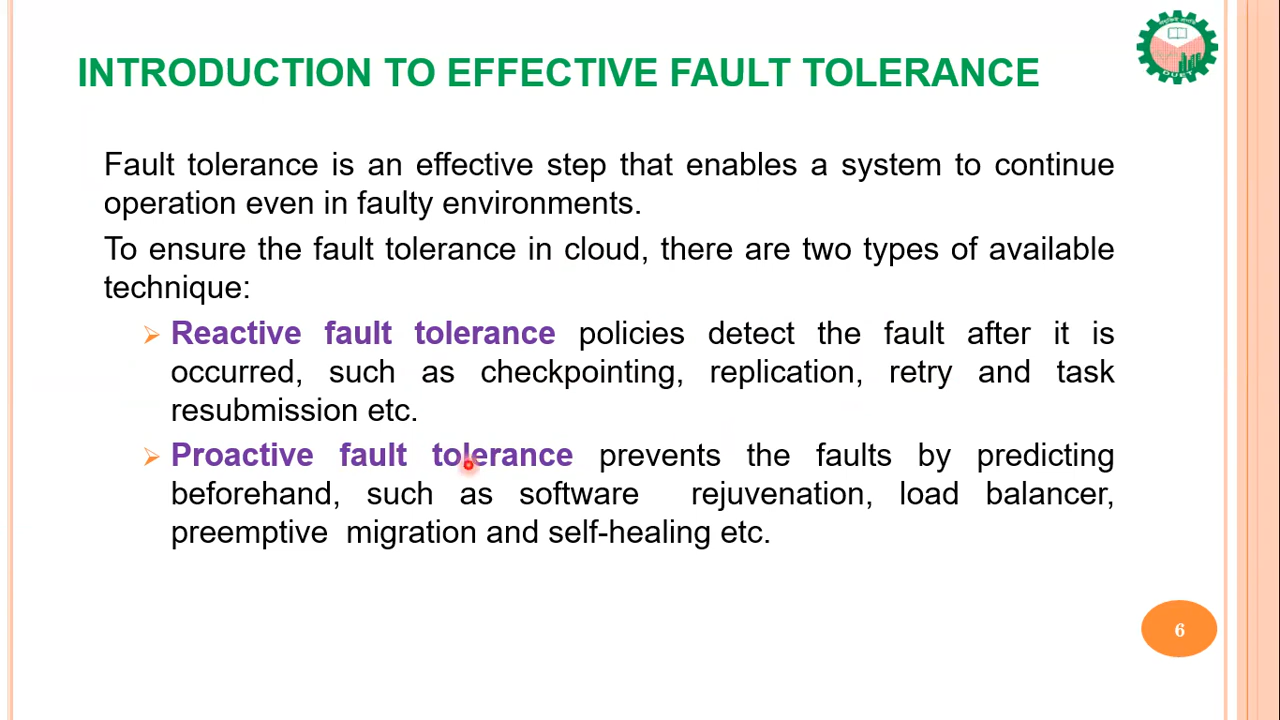 INTRODUCTION TO EFFECTIVE FAULT TOLERANCE
Fault tolerance is an effective step that enables a system to continue
operation even in faulty environments.
To ensure the fault tolerance in cloud, there are two types of available
technique:
Reactive fault tolerance policies detect the fault after it is
occurred, such as checkpointing, replication, retry and task
resubmission etc.
Proactive fault tolerance prevents the faults by predicting
beforehand, such as software rejuvenation, load balancer,
preemptive migration and self-healing etc.
6